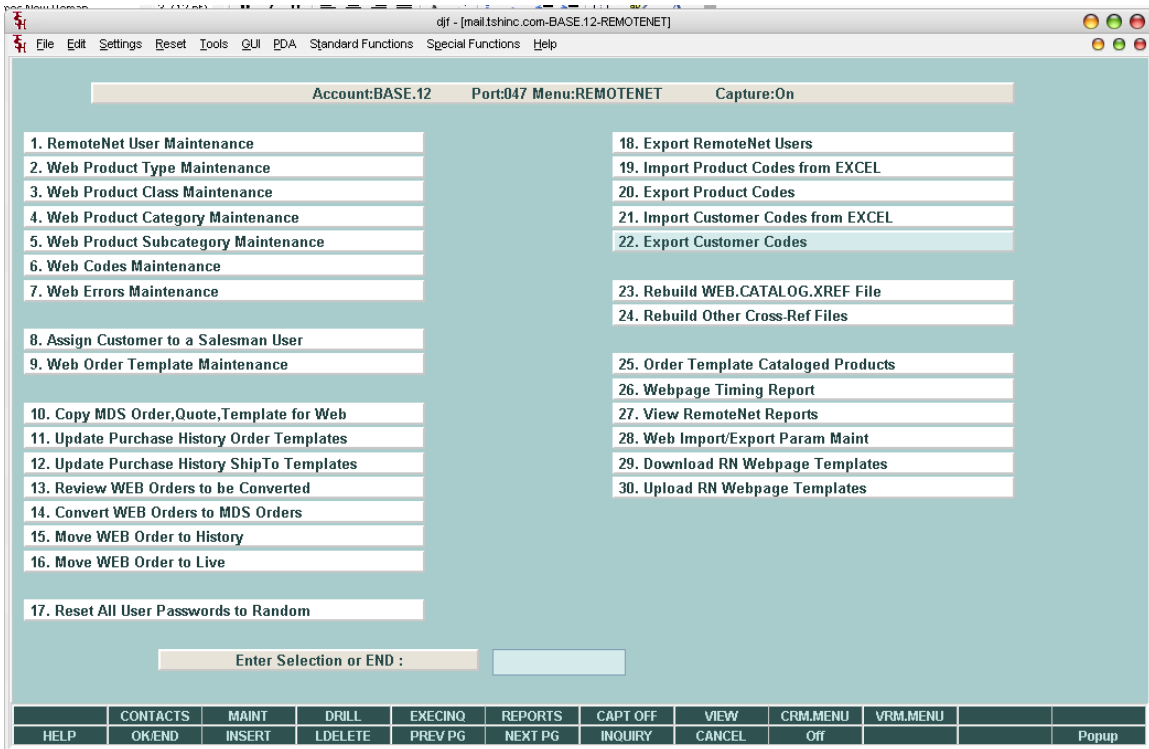 djf - [mail.tshinc.com-BASE.12-REMOTENET]
File Edit Settings Reset Tools GUI PDA Standard Functions Special Functions Help
Account:BASE.12 Port:047 Menu:REMOTENET Capture:On
1. RemoteNet User Maintenance
2. Web Product Type Maintenance
3. Web Product Class Maintenance
4. Web Product Category Maintenance
5. Web Product Subcategory Maintenance
6. Web Codes Maintenance
7. Web Errors Maintenance
8. Assign Customer to a Salesman User
9. Web Order Template Maintenance
10. Copy MDS Order,Quote,Template for Web
11. Update Purchase History Order Templates
12. Update Purchase History ShipTo Templates
13. Review WEB Orders to be Converted
14. Convert WEB Orders to MDS Orders
15. Move WEB Order to History
16. Move WEB Order to Live
17. Reset All User Passwords to Random
18. Export RemoteNet Users
19. Import Product Codes from EXCEL
20. Export Product Codes
21. Import Customer Codes from EXCEL
22. Export Customer Codes
23. Rebuild WEB.CATALOG.XREF File
24. Rebuild Other Cross-Ref Files
25. Order Template Cataloged Products
26. Webpage Timing Report
27. View RemoteNet Reports
28. Web Import/Export Param Maint
29. Download RN Webpage Templates
30. Upload RN Webpage Templates
Enter Selection or END :
CONTACTS MAINT DRILL EXECINQ REPORTS CAPT OFF VIEW CRM.MENU VRM.MENU
HELP OK/END INSERT LDELETE PREV PG NEXT PG INQUIRY CANCEL Off Popup